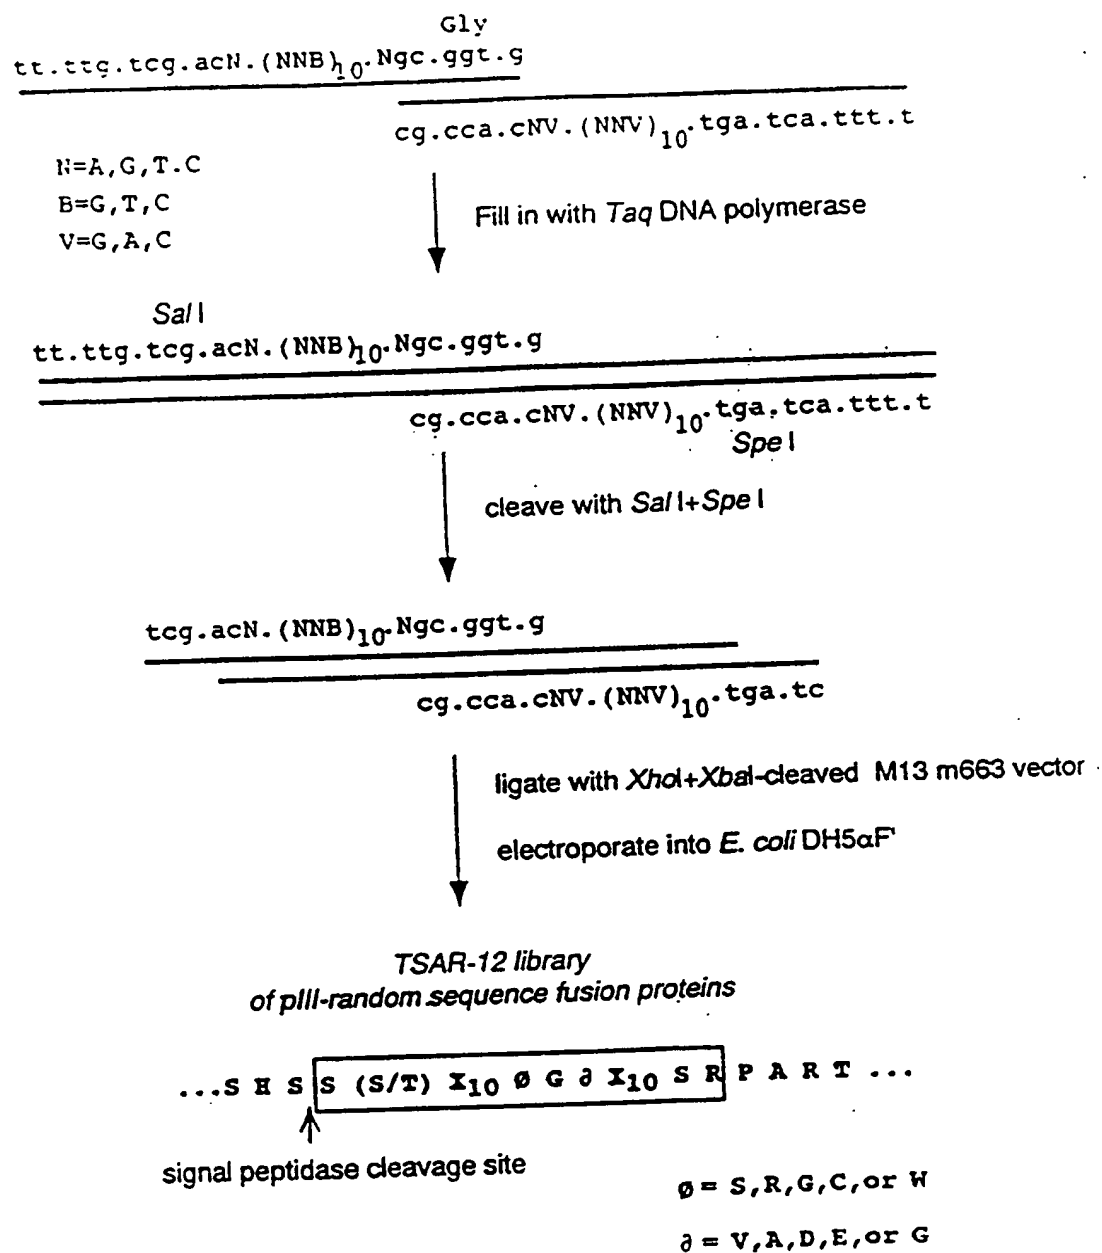 Gly
tt.ttg.tcg.acN.(NNB)10.Ngc.ggt.g
cg.cca.cNV.(NNV)10.tga.tca.ttt.t
N=A,G,T.C
B=G,T,C
V=G,A,C
Fill in with Taq DNA polymerase
Sal I
tt.ttg.tcg.acN.(NNB)10.Ngc.ggt.g
cg.cca.cNV.(NNV)10.tga.tca.ttt.t
Spe I
cleave with Sal I+Spe I
tcg.acN.(NNB)10.Ngc.ggt.g
cg.cca.cNV.(NNV)10.tga.tc
ligate with XhoI+XbaI-cleaved M13 m663 vector
electroporate into E. coli DH5αF'
TSAR-12 library
of pIII-random sequence fusion proteins
...S H S S (S/T) X10 ø G ∂ X10 S R P A R T ...
signal peptidase cleavage site
ø = S,R,G,C,or W
∂ = V,A,D,E,or G